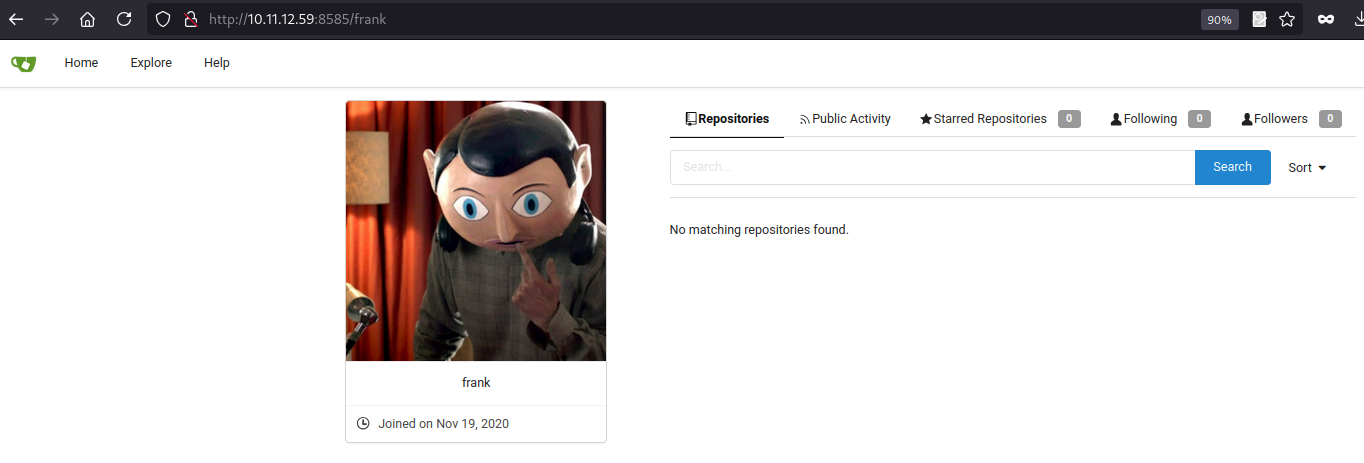 http://10.11.12.59:8585/frank
90%
Home Explore Help
Repositories Public Activity Starred Repositories 0 Following 0 Followers 0
Search... Search Sort
No matching repositories found.
frank
Joined on Nov 19, 2020